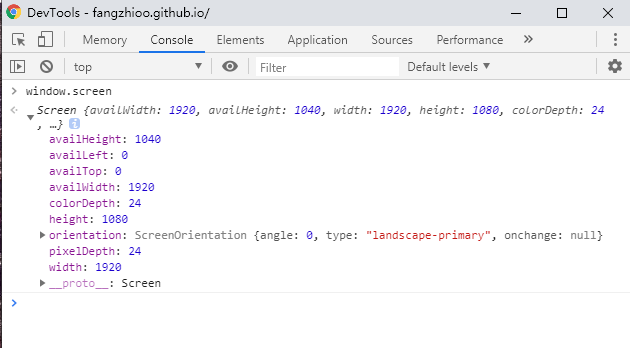 DevTools - fangzhioo.github.io/
Memory Console Elements Sources Performance »
top Filter Default levels
window.screen
Screen {availWidth: 1920, availHeight: 1040, width: 1920, height: 1080, colorDepth: 24
, …}
availHeight: 1040
availLeft: 0
availTop: 0
availWidth: 1920
colorDepth: 24
height: 1080
orientation: ScreenOrientation {angle: 0, type: "landscape-primary", onchange: null}
pixelDepth: 24
width: 1920
__proto__: Screen